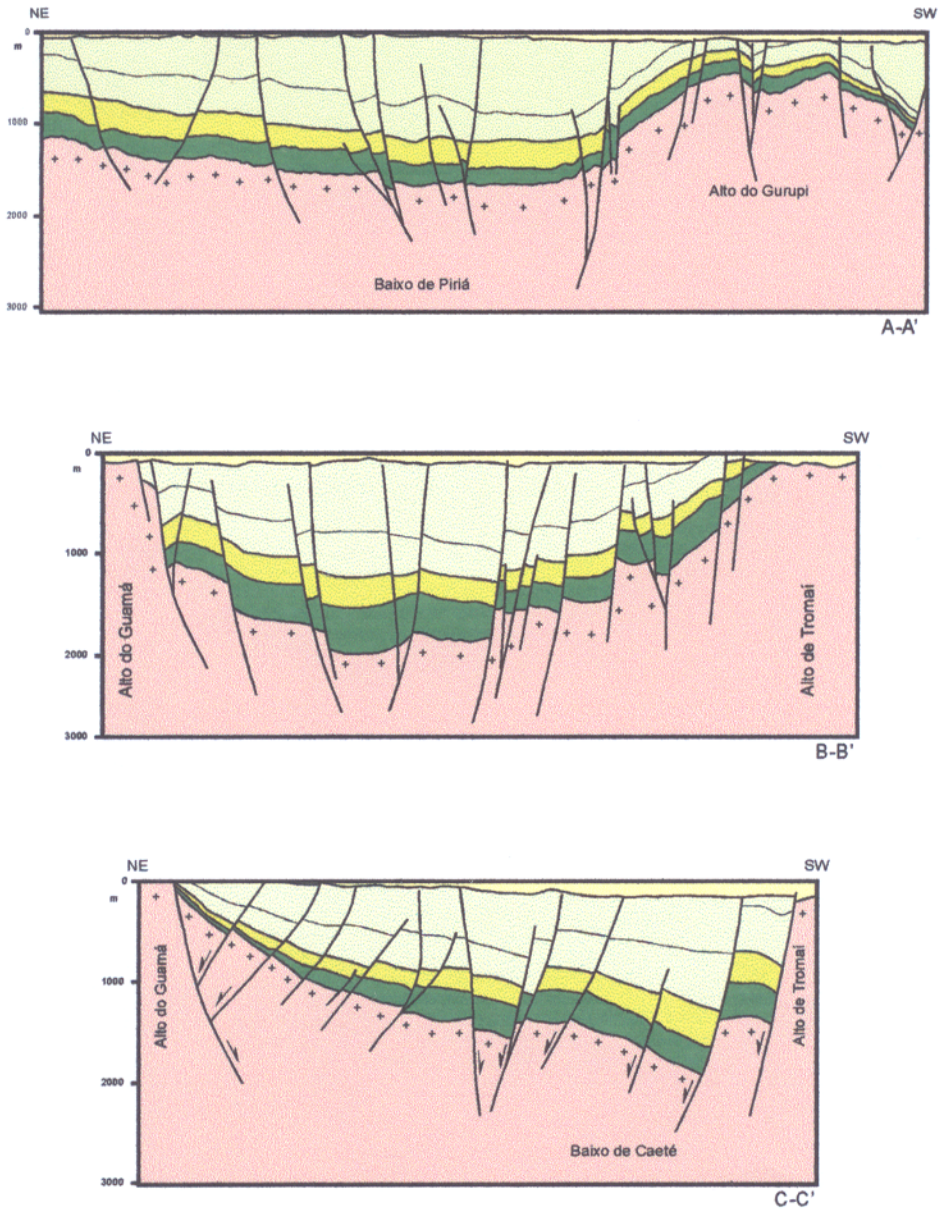 NE
SW
0
m
1000
2000
3000
Alto do Gurupi
Baixo de Piriá
A-A'
NE
SW
0
m
1000
2000
3000
Alto do Guamá
Alto de Tromaí
B-B'
NE
SW
0
m
1000
2000
3000
Alto do Guamá
Alto de Tromaí
Baixo de Caeté
C-C'